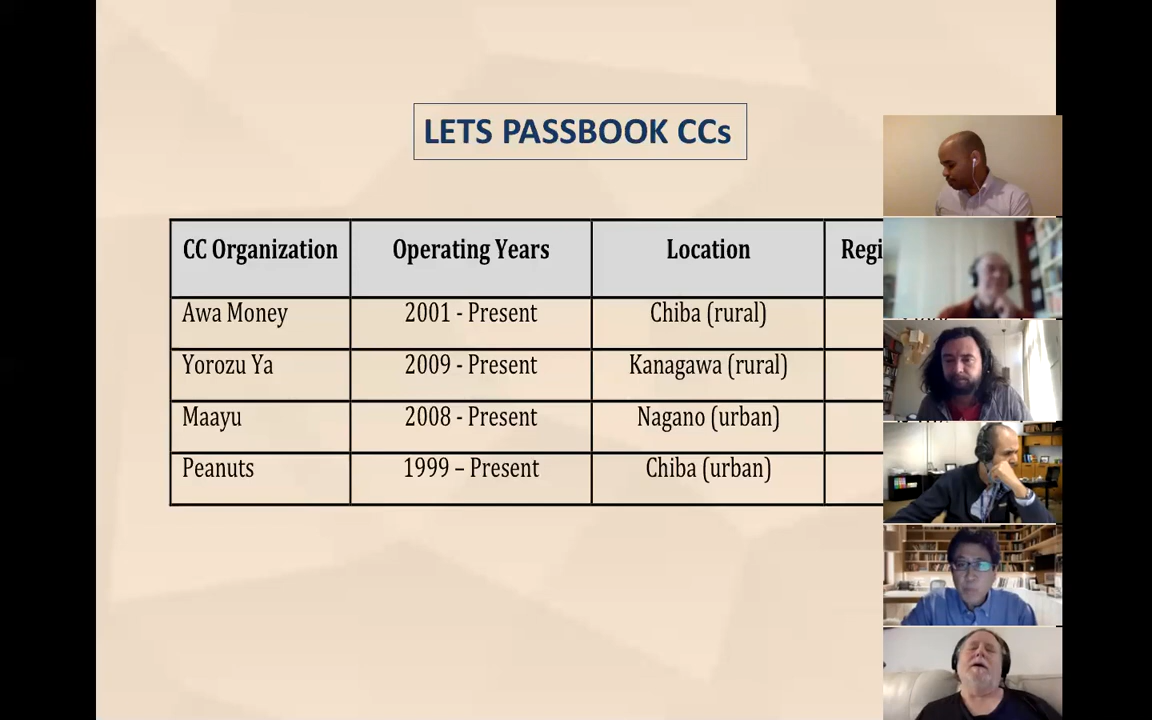 LETS PASSBOOK CCs
CC Organization Operating Years Location
Awa Money 2001 - Present Chiba (rural)
Yorozu Ya 2009 - Present Kanagawa (rural)
Maayu 2008 - Present Nagano (urban)
Peanuts 1999 – Present Chiba (urban)